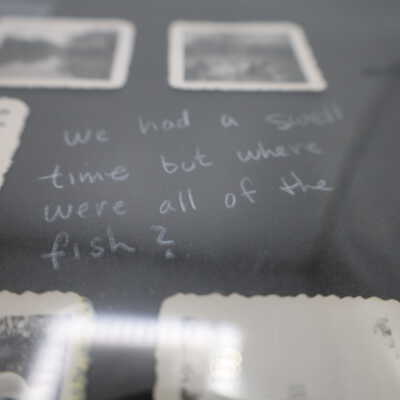 We had a swell
time but where
were all of the
fish?